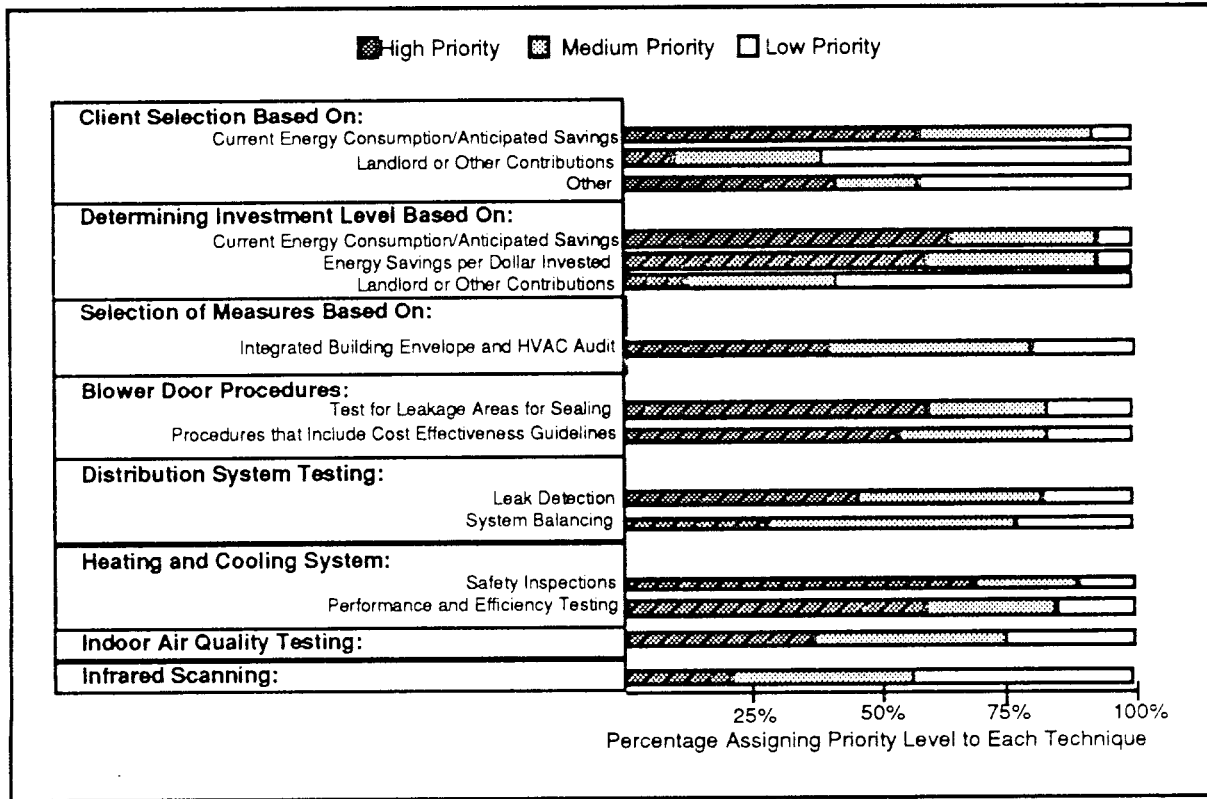 High Priority Medium Priority Low Priority
Client Selection Based On:
Current Energy Consumption/Anticipated Savings
Landlord or Other Contributions
Other
Determining Investment Level Based On:
Current Energy Consumption/Anticipated Savings
Energy Savings per Dollar Invested
Landlord or Other Contributions
Selection of Measures Based On:
Integrated Building Envelope and HVAC Audit
Blower Door Procedures:
Test for Leakage Areas for Sealing
Procedures that Include Cost Effectiveness Guidelines
Distribution System Testing:
Leak Detection
System Balancing
Heating and Cooling System:
Safety Inspections
Performance and Efficiency Testing
Indoor Air Quality Testing:
Infrared Scanning:
25% 50% 75% 100%
Percentage Assigning Priority Level to Each Technique